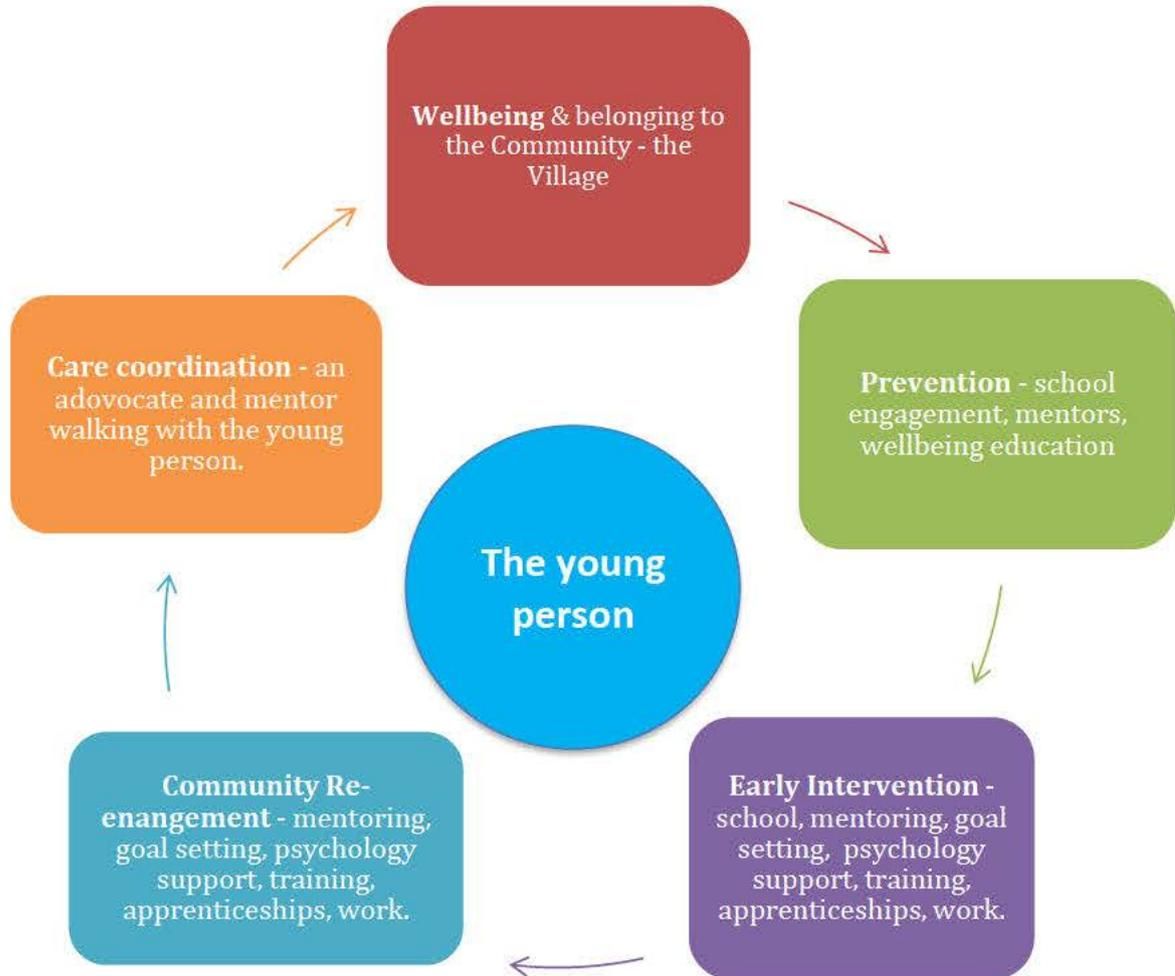 Wellbeing & belonging to
the Community - the
Village
Prevention - school
engagement, mentors,
wellbeing education
Early Intervention -
school, mentoring, goal
setting, psychology
support, training,
apprenticeships, work.
Community Re-
enangement - mentoring,
goal setting, psychology
support, training,
apprenticeships, work.
Care coordination - an
adovocate and mentor
walking with the young
person.
The young
person